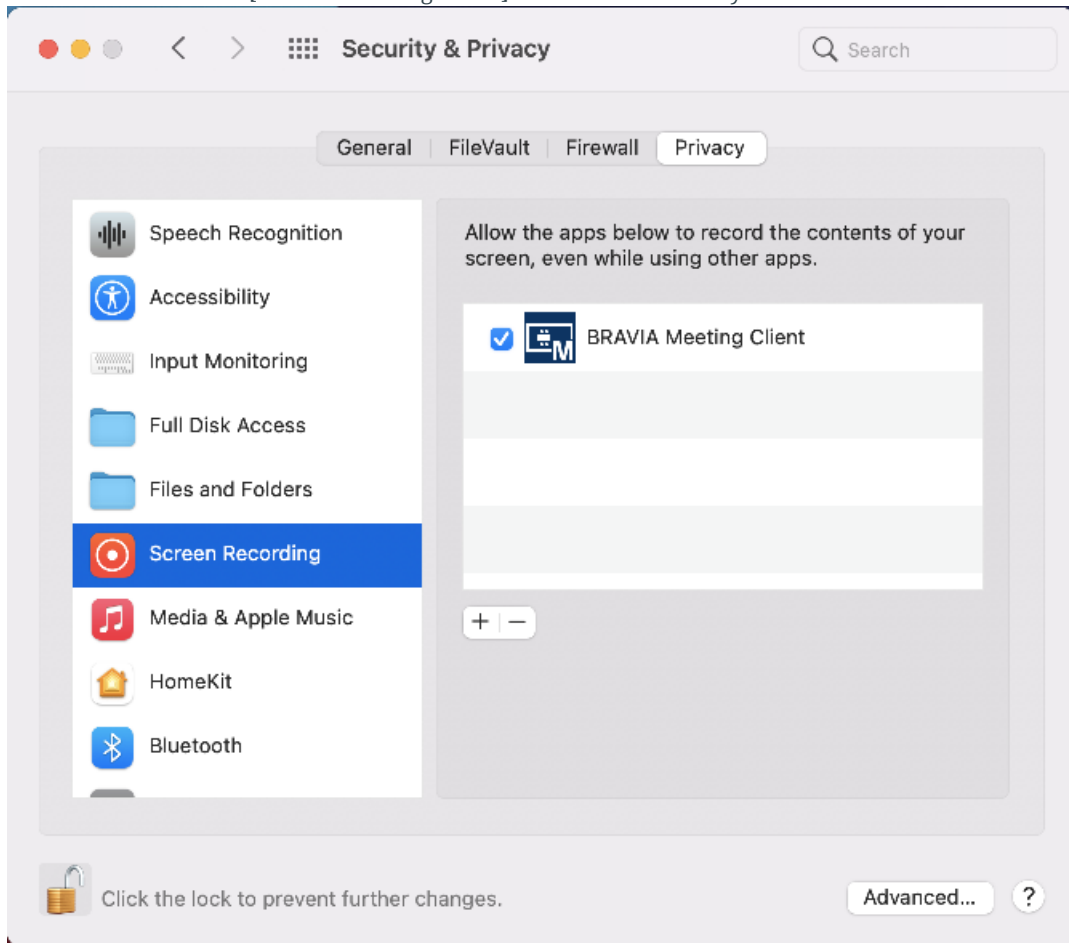 Security & Privacy
Search
General
FileVault
Firewall
Privacy
Speech Recognition
Accessibility
Input Monitoring
Full Disk Access
Files and Folders
Screen Recording
Media & Apple Music
HomeKit
Bluetooth
Allow the apps below to record the contents of your
screen, even while using other apps.
M
BRAVIA Meeting Client
+ −
Click the lock to prevent further changes.
Advanced...
?